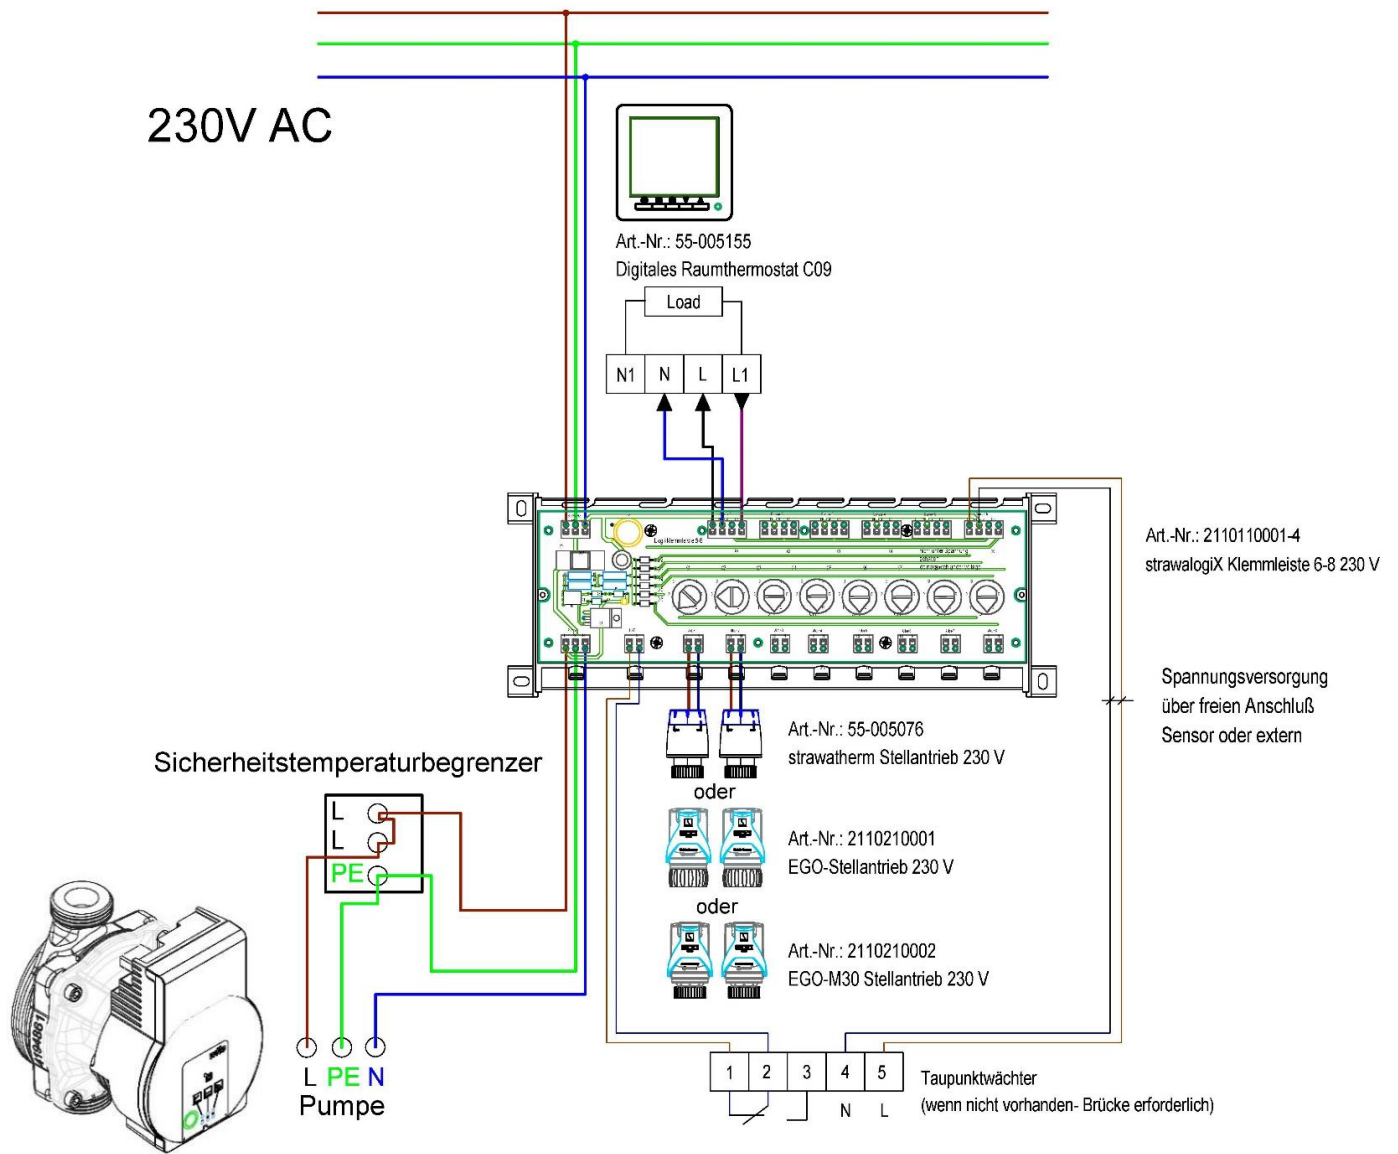 230V AC
Art.-Nr.: 55-005155
Digitales Raumthermostat C09
Load
N1 N L L1
Art.-Nr.: 2110110001-4
strawalogiX Klemmleiste 6-8 230 V
Spannungsversorgung
über freien Anschluß
Sensor oder extern
Art.-Nr.: 55-005076
strawatherm Stellantrieb 230 V
oder
Sicherheitstemperaturbegrenzer
L
L
PE
Art.-Nr.: 2110210001
EGO-Stellantrieb 230 V
oder
Art.-Nr.: 2110210002
EGO-M30 Stellantrieb 230 V
L PE N
Pumpe
1 2 3 4 5
N L
Taupunktwächter
(wenn nicht vorhanden- Brücke erforderlich)